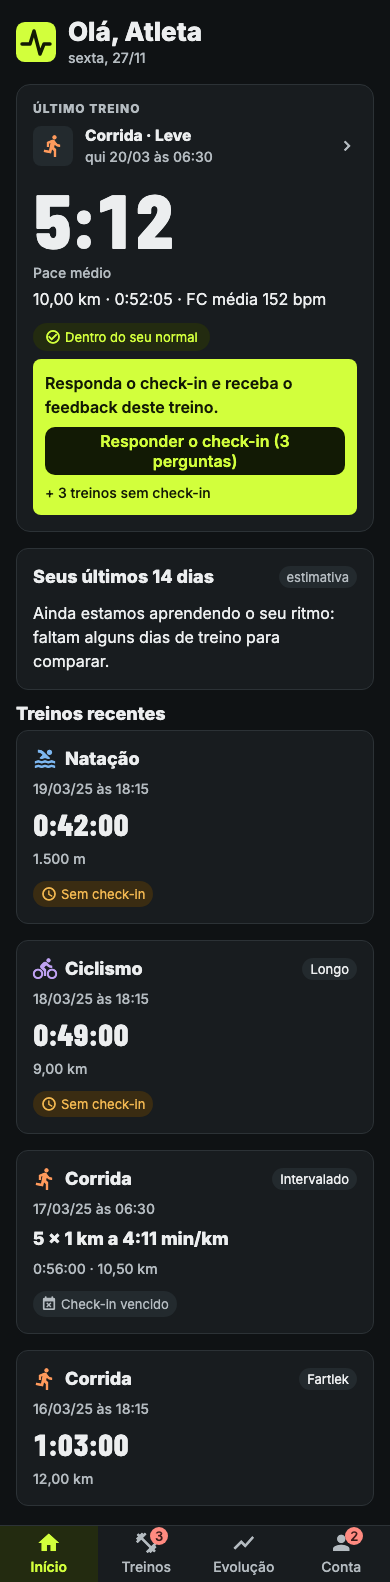 Olá, Atleta
sexta, 27/11
ÚLTIMO TREINO
Corrida · Leve
qui 20/03 às 06:30
5:12
Pace médio
10,00 km · 0:52:05 · FC média 152 bpm
Dentro do seu normal
Responda o check-in e receba o
feedback deste treino.
Responder o check-in (3
perguntas)
+ 3 treinos sem check-in
Seus últimos 14 dias
estimativa
Ainda estamos aprendendo o seu ritmo:
faltam alguns dias de treino para
comparar.
Treinos recentes
Natação
19/03/25 às 18:15
0:42:00
1.500 m
Sem check-in
Ciclismo
Longo
18/03/25 às 18:15
0:49:00
9,00 km
Sem check-in
Corrida
Intervalado
17/03/25 às 06:30
5 × 1 km a 4:11 min/km
0:56:00 · 10,50 km
Check-in vencido
Corrida
Fartlek
16/03/25 às 18:15
1:03:00
12,00 km
3
2
Início
Treinos
Evolução
Conta